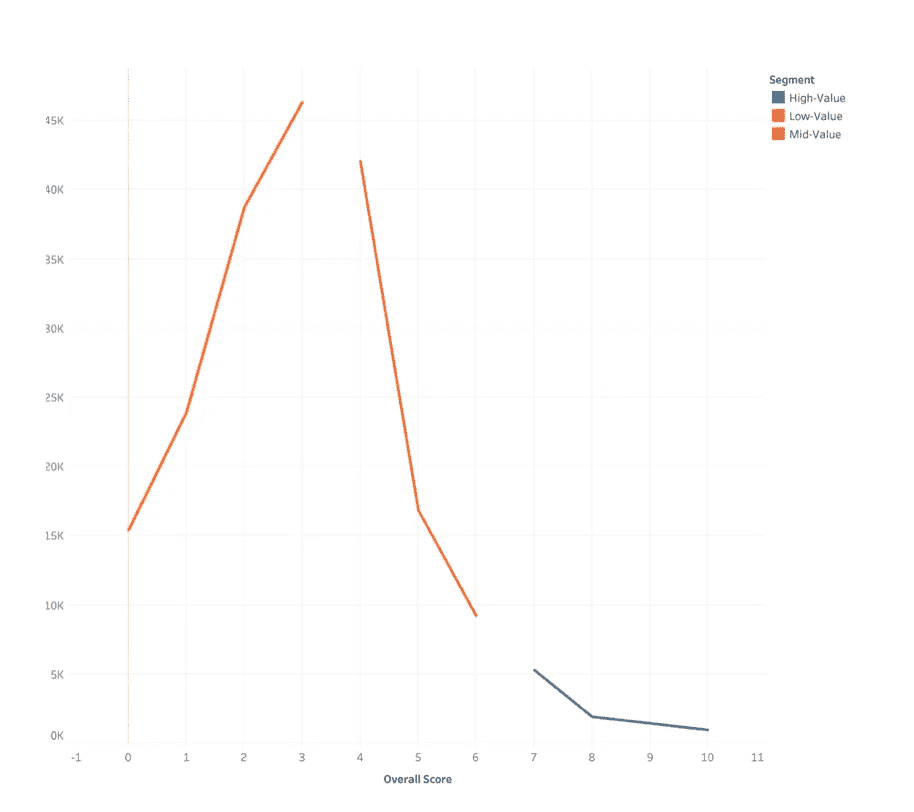 Segment
High-Value
Low-Value
Mid-Value
45K
40K
35K
30K
25K
20K
15K
10K
5K
0K
-1 0 1 2 3 4 5 6 7 8 9 10 11
Overall Score